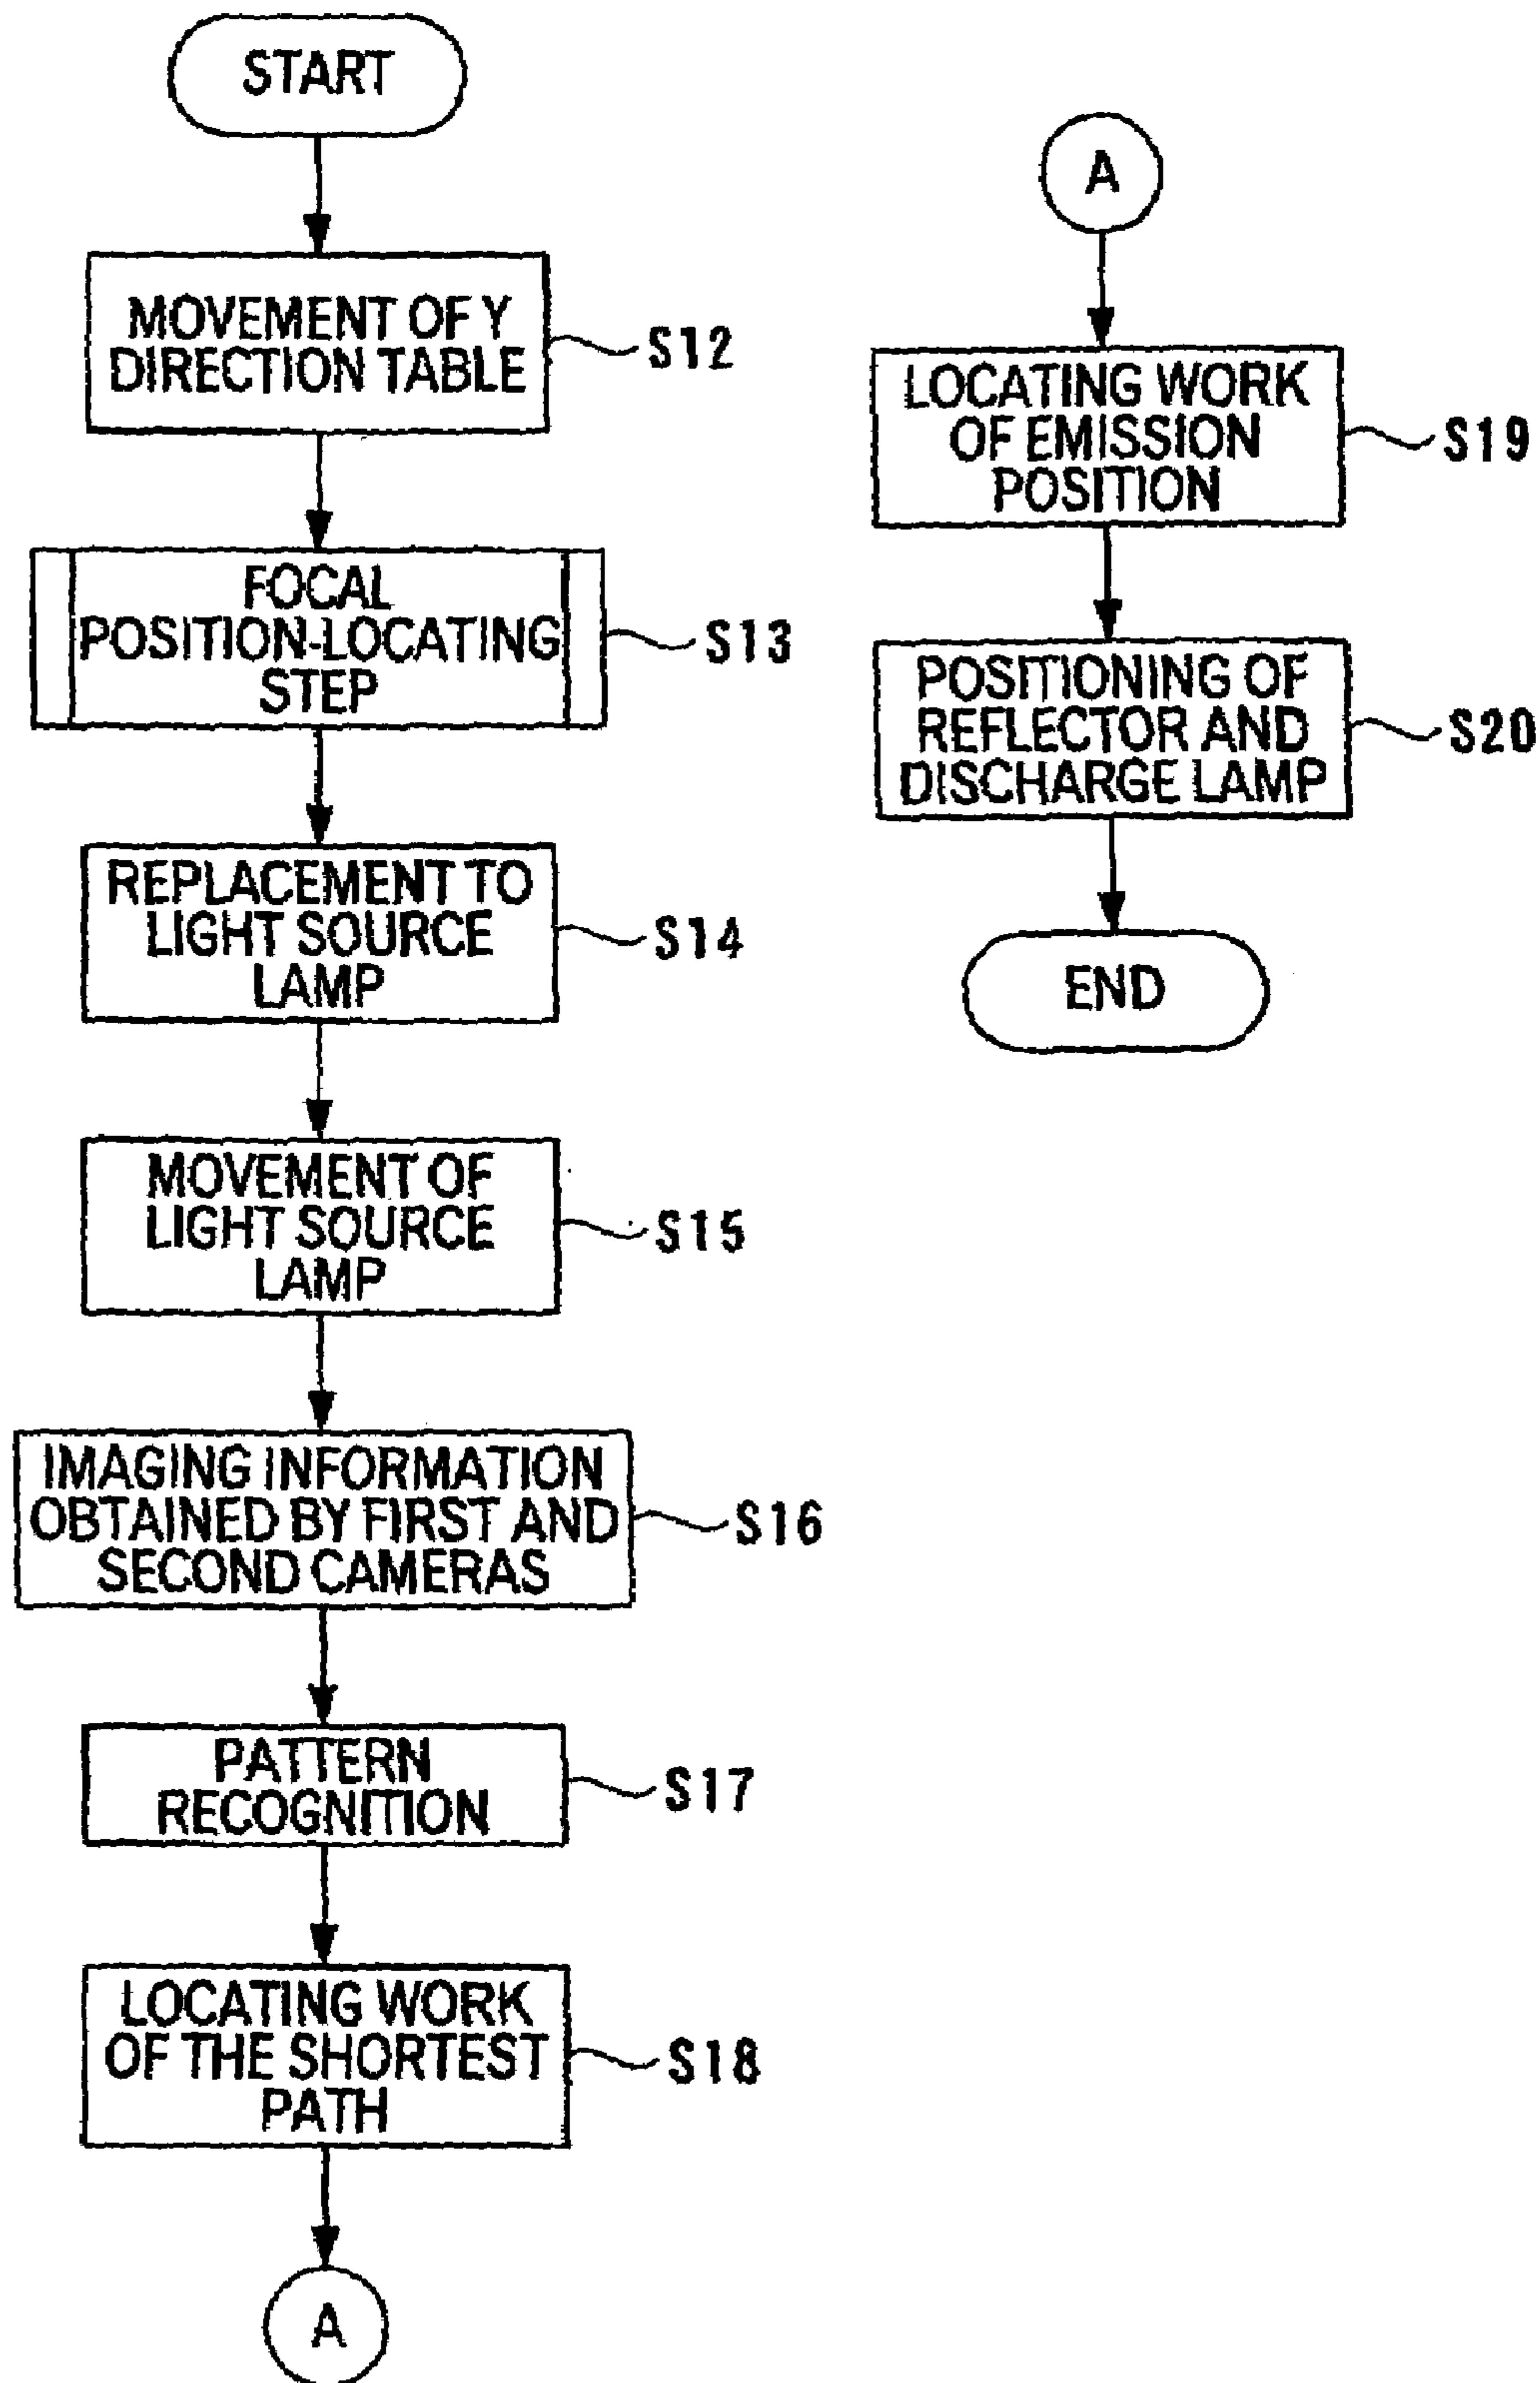 START
MOVEMENT OF Y
DIRECTION TABLE
S12
FOCAL
POSITION-LOCATING
STEP
S13
REPLACEMENT TO
LIGHT SOURCE
LAMP
S14
MOVEMENT OF
LIGHT SOURCE
LAMP
S15
IMAGING INFORMATION
OBTAINED BY FIRST AND
SECOND CAMERAS
S16
PATTERN
RECOGNITION
S17
LOCATING WORK
OF THE SHORTEST
PATH
S18
A
A
LOCATING WORK
OF EMISSION
POSITION
S19
POSITIONING OF
REFLECTOR AND
DISCHARGE LAMP
S20
END